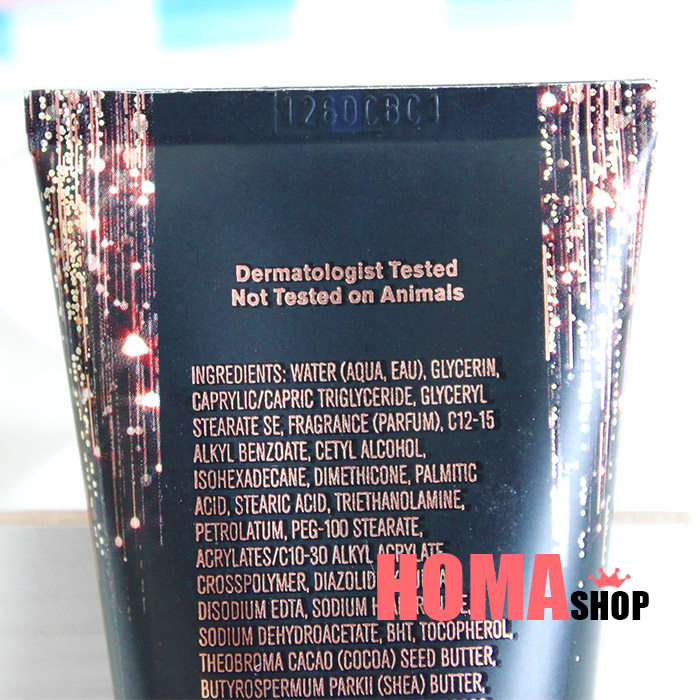 1280CBC1
Dermatologist Tested
Not Tested on Animals
INGREDIENTS: WATER (AQUA, EAU), GLYCERIN,
CAPRYLIC/CAPRIC TRIGLYCERIDE, GLYCERYL
STEARATE SE, FRAGRANCE (PARFUM), C12-15
ALKYL BENZOATE, CETYL ALCOHOL,
ISOHEXADECANE, DIMETHICONE, PALMITIC
ACID, STEARIC ACID, TRIETHANOLAMINE,
PETROLATUM, PEG-100 STEARATE,
ACRYLATES/C10-30 ALKYL ACRYLATE
CROSSPOLYMER,
DISODIUM EDTA, SODIUM
SODIUM DEHYDROACETATE, BHT, TOCOPHEROL,
THEOBROMA CACAO (COCOA) SEED BUTTER,
BUTYROSPERMUM PARKII (SHEA) BUTTER,
HOMA SHOP